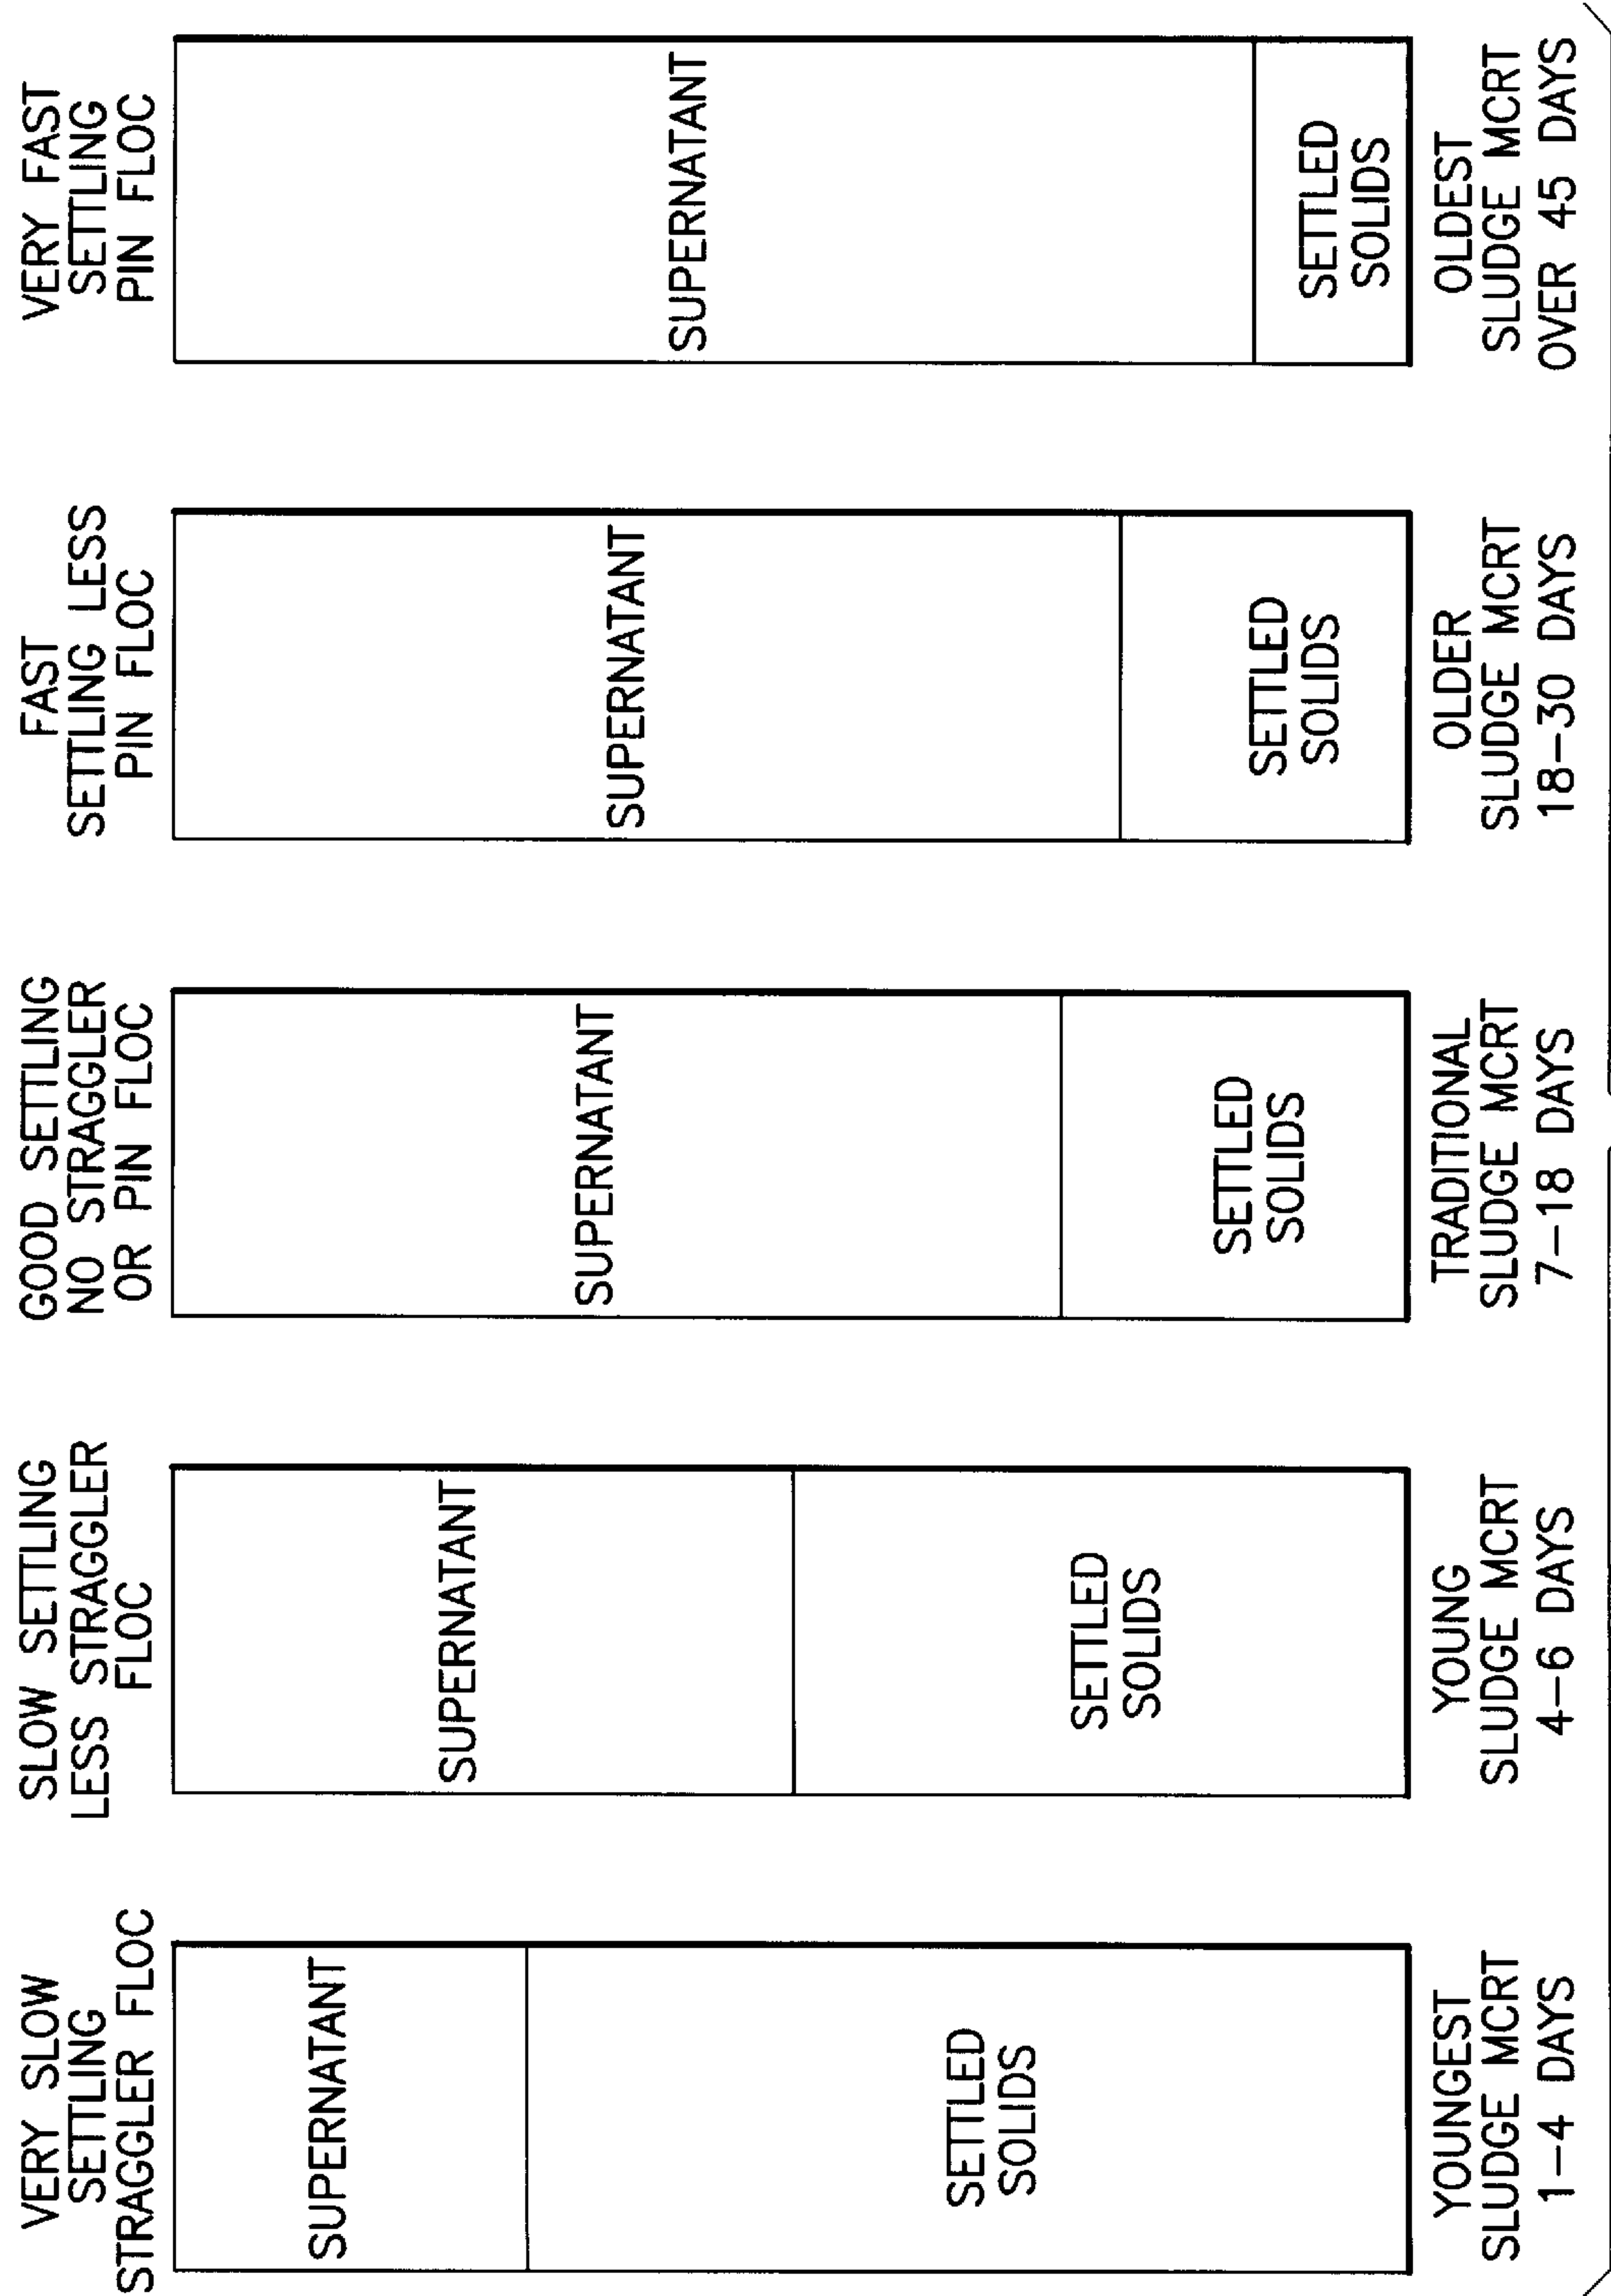 VERY SLOW
SETTLING
STRAGGLER FLOC
SUPERNATANT
SETTLED
SOLIDS
YOUNGEST
SLUDGE MCRT
1-4 DAYS
SLOW SETTLING
LESS STRAGGLER
FLOC
SUPERNATANT
SETTLED
SOLIDS
YOUNG
SLUDGE MCRT
4-6 DAYS
GOOD SETTLING
NO STRAGGLER
OR PIN FLOC
SUPERNATANT
SETTLED
SOLIDS
TRADITIONAL
SLUDGE MCRT
7-18 DAYS
FAST
SETTLING LESS
PIN FLOC
SUPERNATANT
SETTLED
SOLIDS
OLDER
SLUDGE MCRT
18-30 DAYS
VERY FAST
SETTLING
PIN FLOC
SUPERNATANT
SETTLED
SOLIDS
OLDEST
SLUDGE MCRT
OVER 45 DAYS